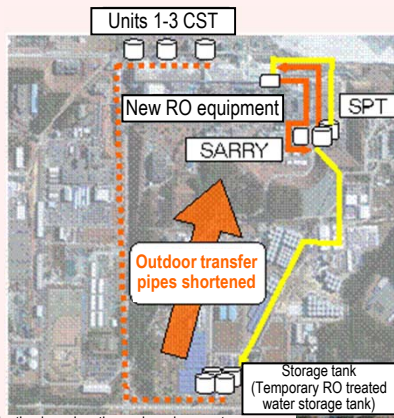 Units 1-3 CST
New RO equipment
SPT
SARRY
Outdoor transfer
pipes shortened
Storage tank
(Temporary RO treated
water storage tank)